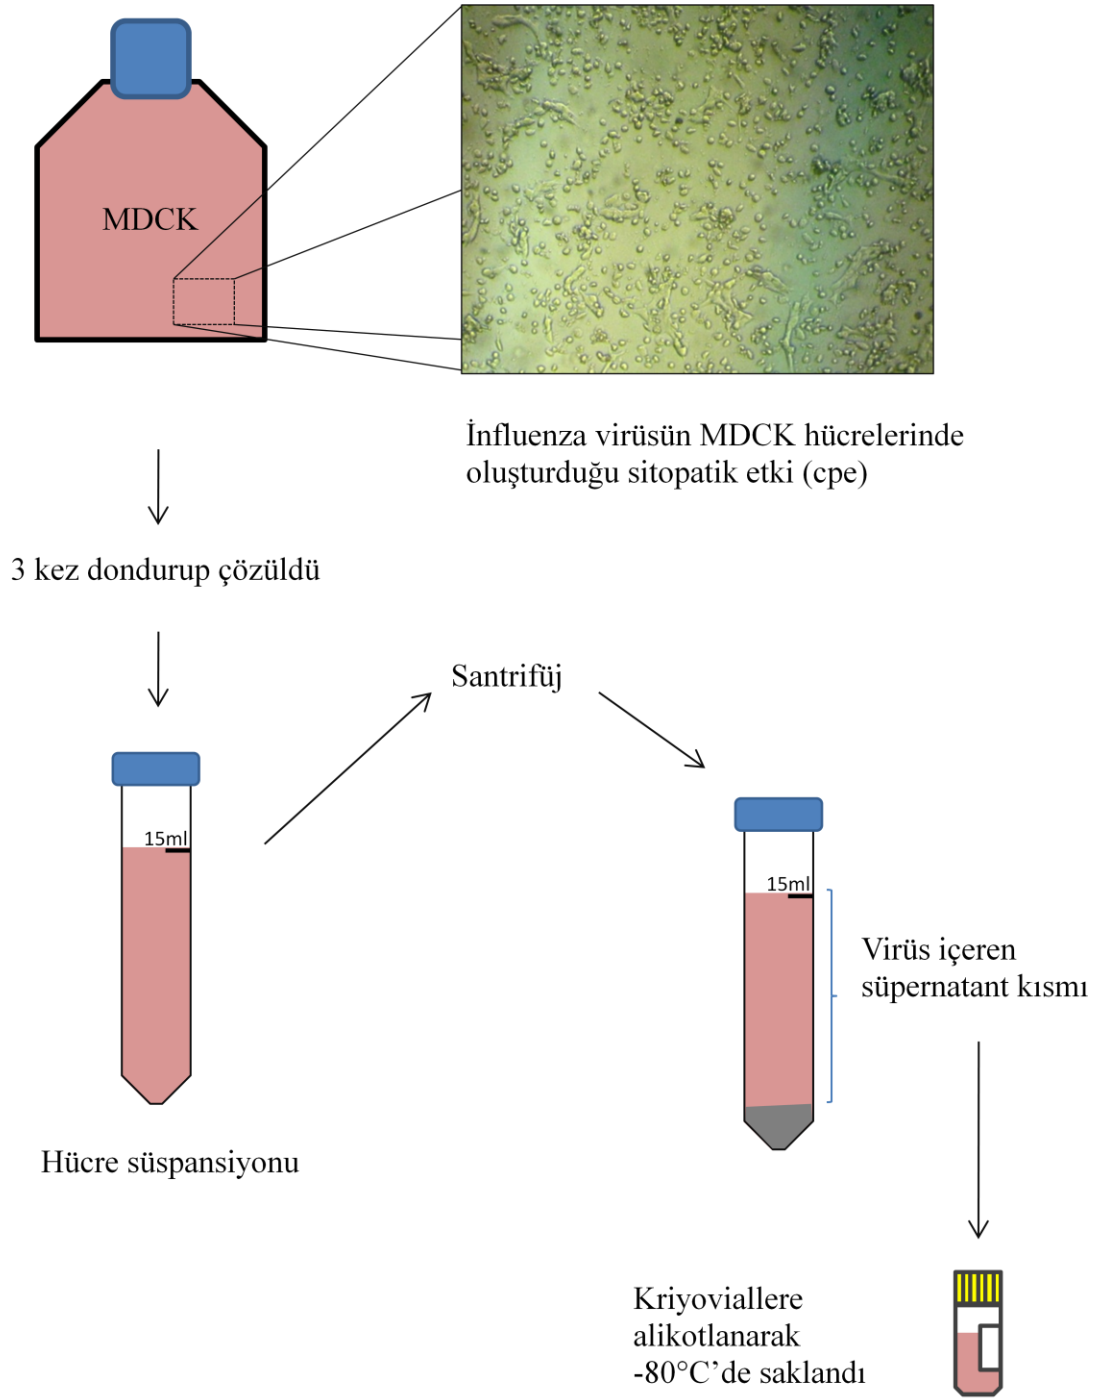 MDCK
İnfluenza virüsün MDCK hücrelerinde
oluşturduğu sitopatik etki (cpe)
3 kez dondurup çözüldü
Santrifüj
15ml
15ml
Virüs içeren
süpernatant kısmı
Hücre süspansiyonu
Kriyoviallere
alikotlanarak
-80°C’de saklandı